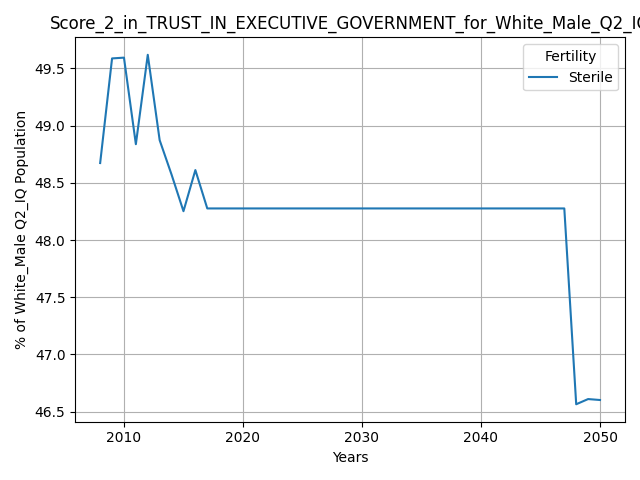 Score_2_in_TRUST_IN_EXECUTIVE_GOVERNMENT_for_White_Male_Q2_IQ
Fertility
Sterile
% of White_Male Q2_IQ Population
49.5
49.0
48.5
48.0
47.5
47.0
46.5
2010
2020
2030
2040
2050
Years